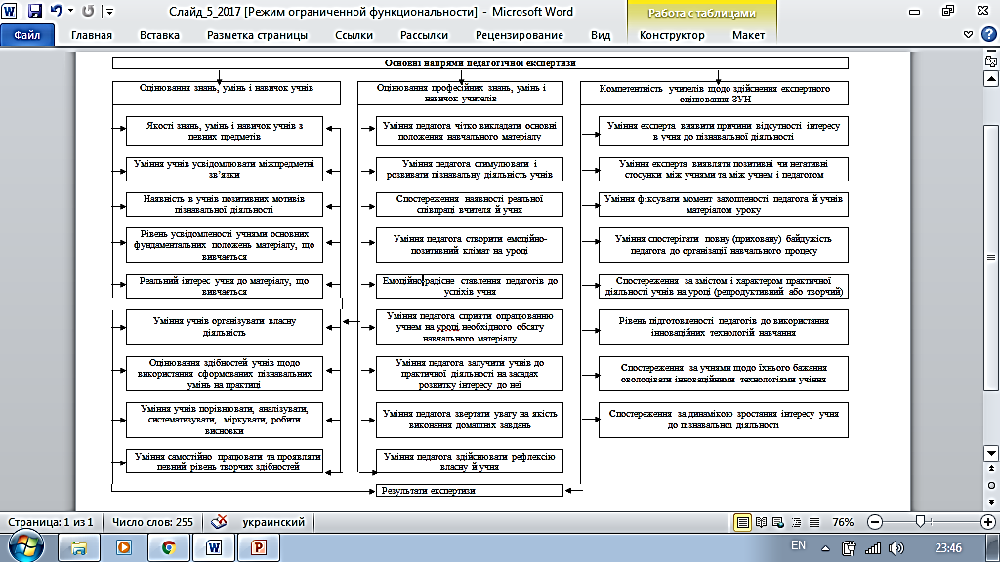 Слайд_5_2017 [Режим ограниченной функциональности] - Microsoft Word
Работа с таблицами
Файл
Главная
Вставка
Разметка страницы
Ссылки
Рассылки
Рецензирование
Вид
Конструктор
Макет
Основні напрями педагогічної експертизи
Оцінювання знань, умінь і навичок учнів
Якості знань, умінь і навичок учнів з
певних предметів
Уміння учнів усвідомлювати міжпредметні
зв’язки
Наявність в учнів позитивних мотивів
пізнавальної діяльності
Рівень усвідомленості учнями основних
фундаментальних положень матеріалу, що
вивчається
Реальний інтерес учня до матеріалу, що
вивчається
Уміння учнів організувати власну
діяльність
Оцінювання здібностей учнів щодо
використання сформованих пізнавальних
умінь на практиці
Уміння учнів порівнювати, аналізувати,
систематизувати, міркувати, робити
висновки
Уміння самостійно працювати та проявляти
певний рівень творчих здібностей
Оцінювання професійних знань, умінь і
навичок учителів
Уміння педагога чітко викладати основні
положення навчального матеріалу
Уміння педагога стимулювати і
розвивати пізнавальну діяльність учнів
Спостереження наявності реальної
співпраці вчителя й учня
Уміння педагога створити емоційно-
позитивний клімат на уроці
Емоційнорадісне ставлення педагогів до
успіхів учня
Уміння педагога сприяти опрацюванню
учнем на уроці необхідного обсягу
навчального матеріалу
Уміння педагога залучити учнів до
практичної діяльності на засадах
розвитку інтересу до неї
Уміння педагога звертати увагу на якість
виконання домашніх завдань
Уміння педагога здійснювати рефлексію
власну й учня
Компетентність учителів щодо здійснення експертного
оцінювання ЗУН
Уміння експерта виявити причини відсутності інтересу
в учня до пізнавальної діяльності
Уміння експерта виявляти позитивні чи негативні
стосунки між учнями та між учнем і педагогом
Уміння фіксувати момент захопленості педагога й учнів
матеріалом уроку
Уміння спостерігати повну (приховану) байдужість
педагога до організації навчального процесу
Спостереження за змістом і характером практичної
діяльності учнів на уроці (репродуктивний або творчий)
Рівень підготовленості педагогів до використання
інноваційних технологій навчання
Спостереження за учнями щодо їхнього бажання
оволодівати інноваційними технологіями учіння
Спостереження за динамікою зростання інтересу учня
до пізнавальної діяльності
Результати експертизи
Страница: 1 из 1
Число слов: 255
украинский
76%
EN
23:46